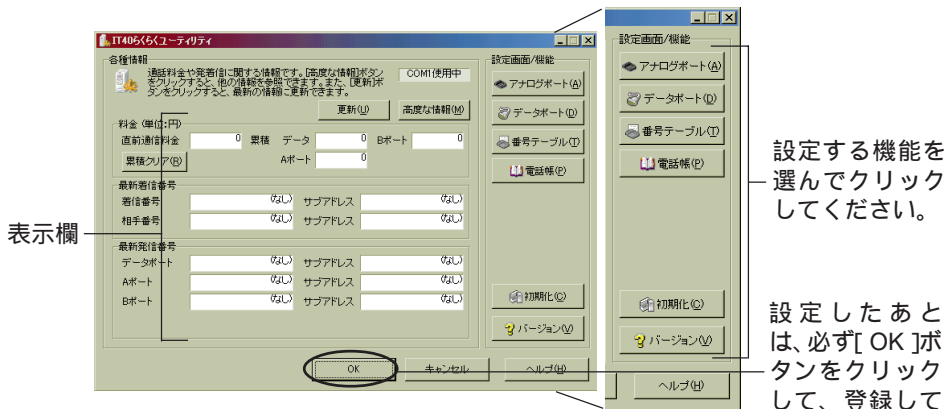 IT40らくらくユーティリティ
各種情報
通話料金や発着信に関する情報です。[高度な情報]ボタン
をクリックすると、他の情報を参照できます。また、[更新]ボ
タンをクリックすると、最新の情報に更新できます。
COM1使用中
更新(U)
高度な情報(M)
料金（単位:円）
直前通信料金 0 累積 データ 0 Bポート 0
累積クリア(R) Aポート 0
最新着信番号
着信番号 (なし) サブアドレス (なし)
相手番号 (なし) サブアドレス (なし)
最新発信番号
データポート (なし) サブアドレス (なし)
Aポート (なし) サブアドレス (なし)
Bポート (なし) サブアドレス (なし)
設定画面/機能
アナログポート(A)
データポート(D)
番号テーブル(T)
電話帳(P)
初期化(C)
バージョン(V)
OK
キャンセル
ヘルプ(H)
表示欄
設定画面/機能
アナログポート(A)
データポート(D)
番号テーブル(T)
電話帳(P)
初期化(C)
バージョン(V)
ヘルプ(H)
設定する機能を
選んでクリック
してください。
設定したあと
は、必ず[ OK ]ボ
タンをクリック
して、登録して